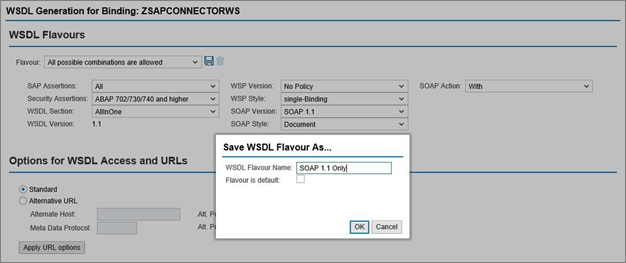 WSDL Generation for Binding: ZSAPCONNECTORWS
WSDL Flavours
Flavour: All possible combinations are allowed
SAP Assertions: All WSP Version: No Policy SOAP Action: With
Security Assertions: ABAP 702/730/740 and higher WSP Style: single-Binding
WSDL Section: AllInOne SOAP Version: SOAP 1.1
WSDL Version: 1.1 SOAP Style: Document
Save WSDL Flavour As...
WSDL Flavour Name: SOAP 1.1 Only
Flavour is default:
OK Cancel
Options for WSDL Access and URLs
Standard
Alternative URL
Alternate Host: Alt. P
Meta Data Protocol: Alt. P
Apply URL options